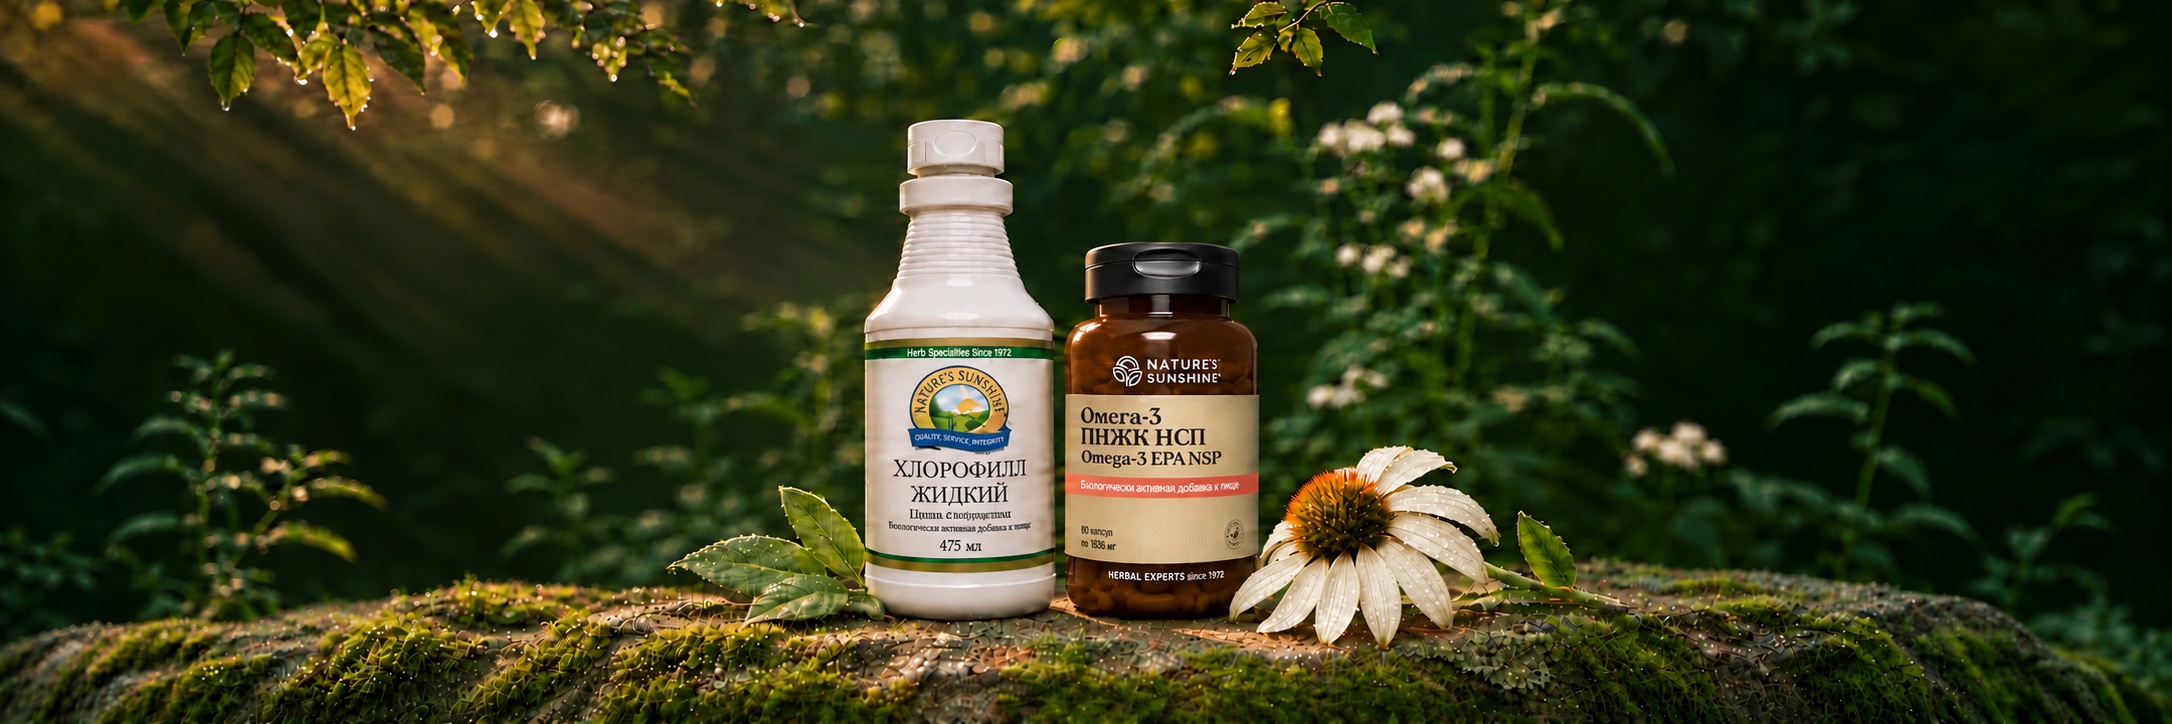 Herb Specialties Since 1972
NATURE'S SUNSHINE
QUALITY, SERVICE, INTEGRITY
ХЛОРОФИЛЛ
ЖИДКИЙ
Биологически активная добавка к пище
475 мл
NATURE'S
SUNSHINE®
Омега-3
ПНЖК НСП
Omega-3 EPA NSP
Биологически активная добавка к пище
60 капсул
по 1836 мг
HERBAL EXPERTS since 1972